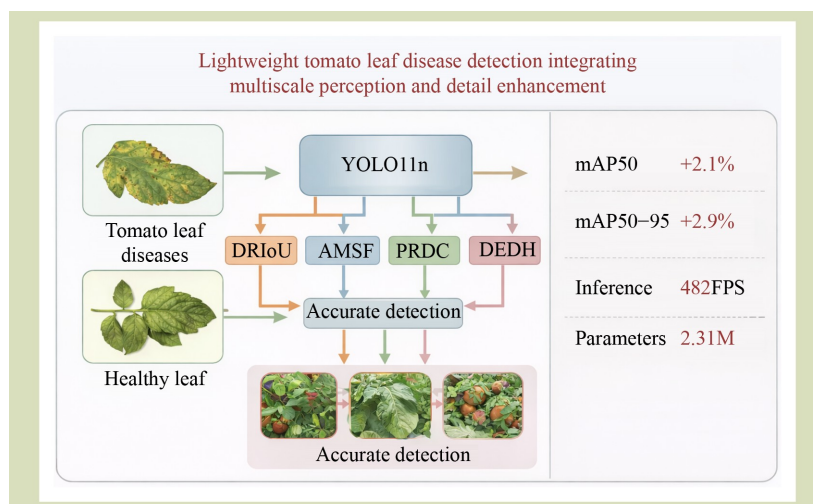 Lightweight tomato leaf disease detection integrating
multiscale perception and detail enhancement
YOLO11n
Tomato leaf
diseases
DRIoU
AMSF
PRDC
DEDH
Accurate detection
Healthy leaf
Accurate detection
mAP50 +2.1%
mAP50−95 +2.9%
Inference 482FPS
Parameters 2.31M